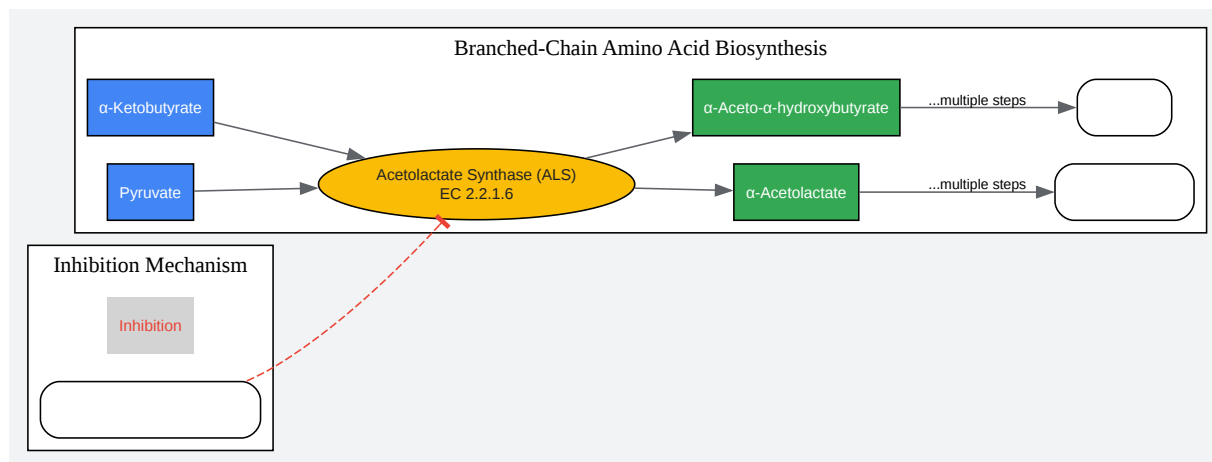 Branched-Chain Amino Acid Biosynthesis
α-Ketobutyrate
α-Aceto-α-hydroxybutyrate
...multiple steps
Acetolactate Synthase (ALS)
EC 2.2.1.6
Pyruvate
α-Acetolactate
...multiple steps
Inhibition Mechanism
Inhibition